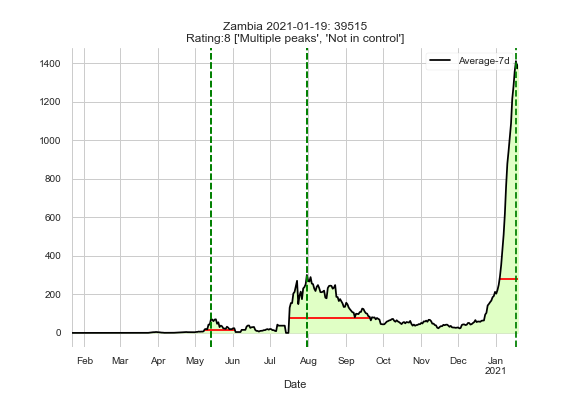 Zambia 2021-01-19: 39515
Rating:8 ['Multiple peaks', 'Not in control']
Average-7d
1400
1200
1000
800
600
400
200
0
Feb Mar Apr May Jun Jul Aug Sep Oct Nov Dec Jan
2021
Date